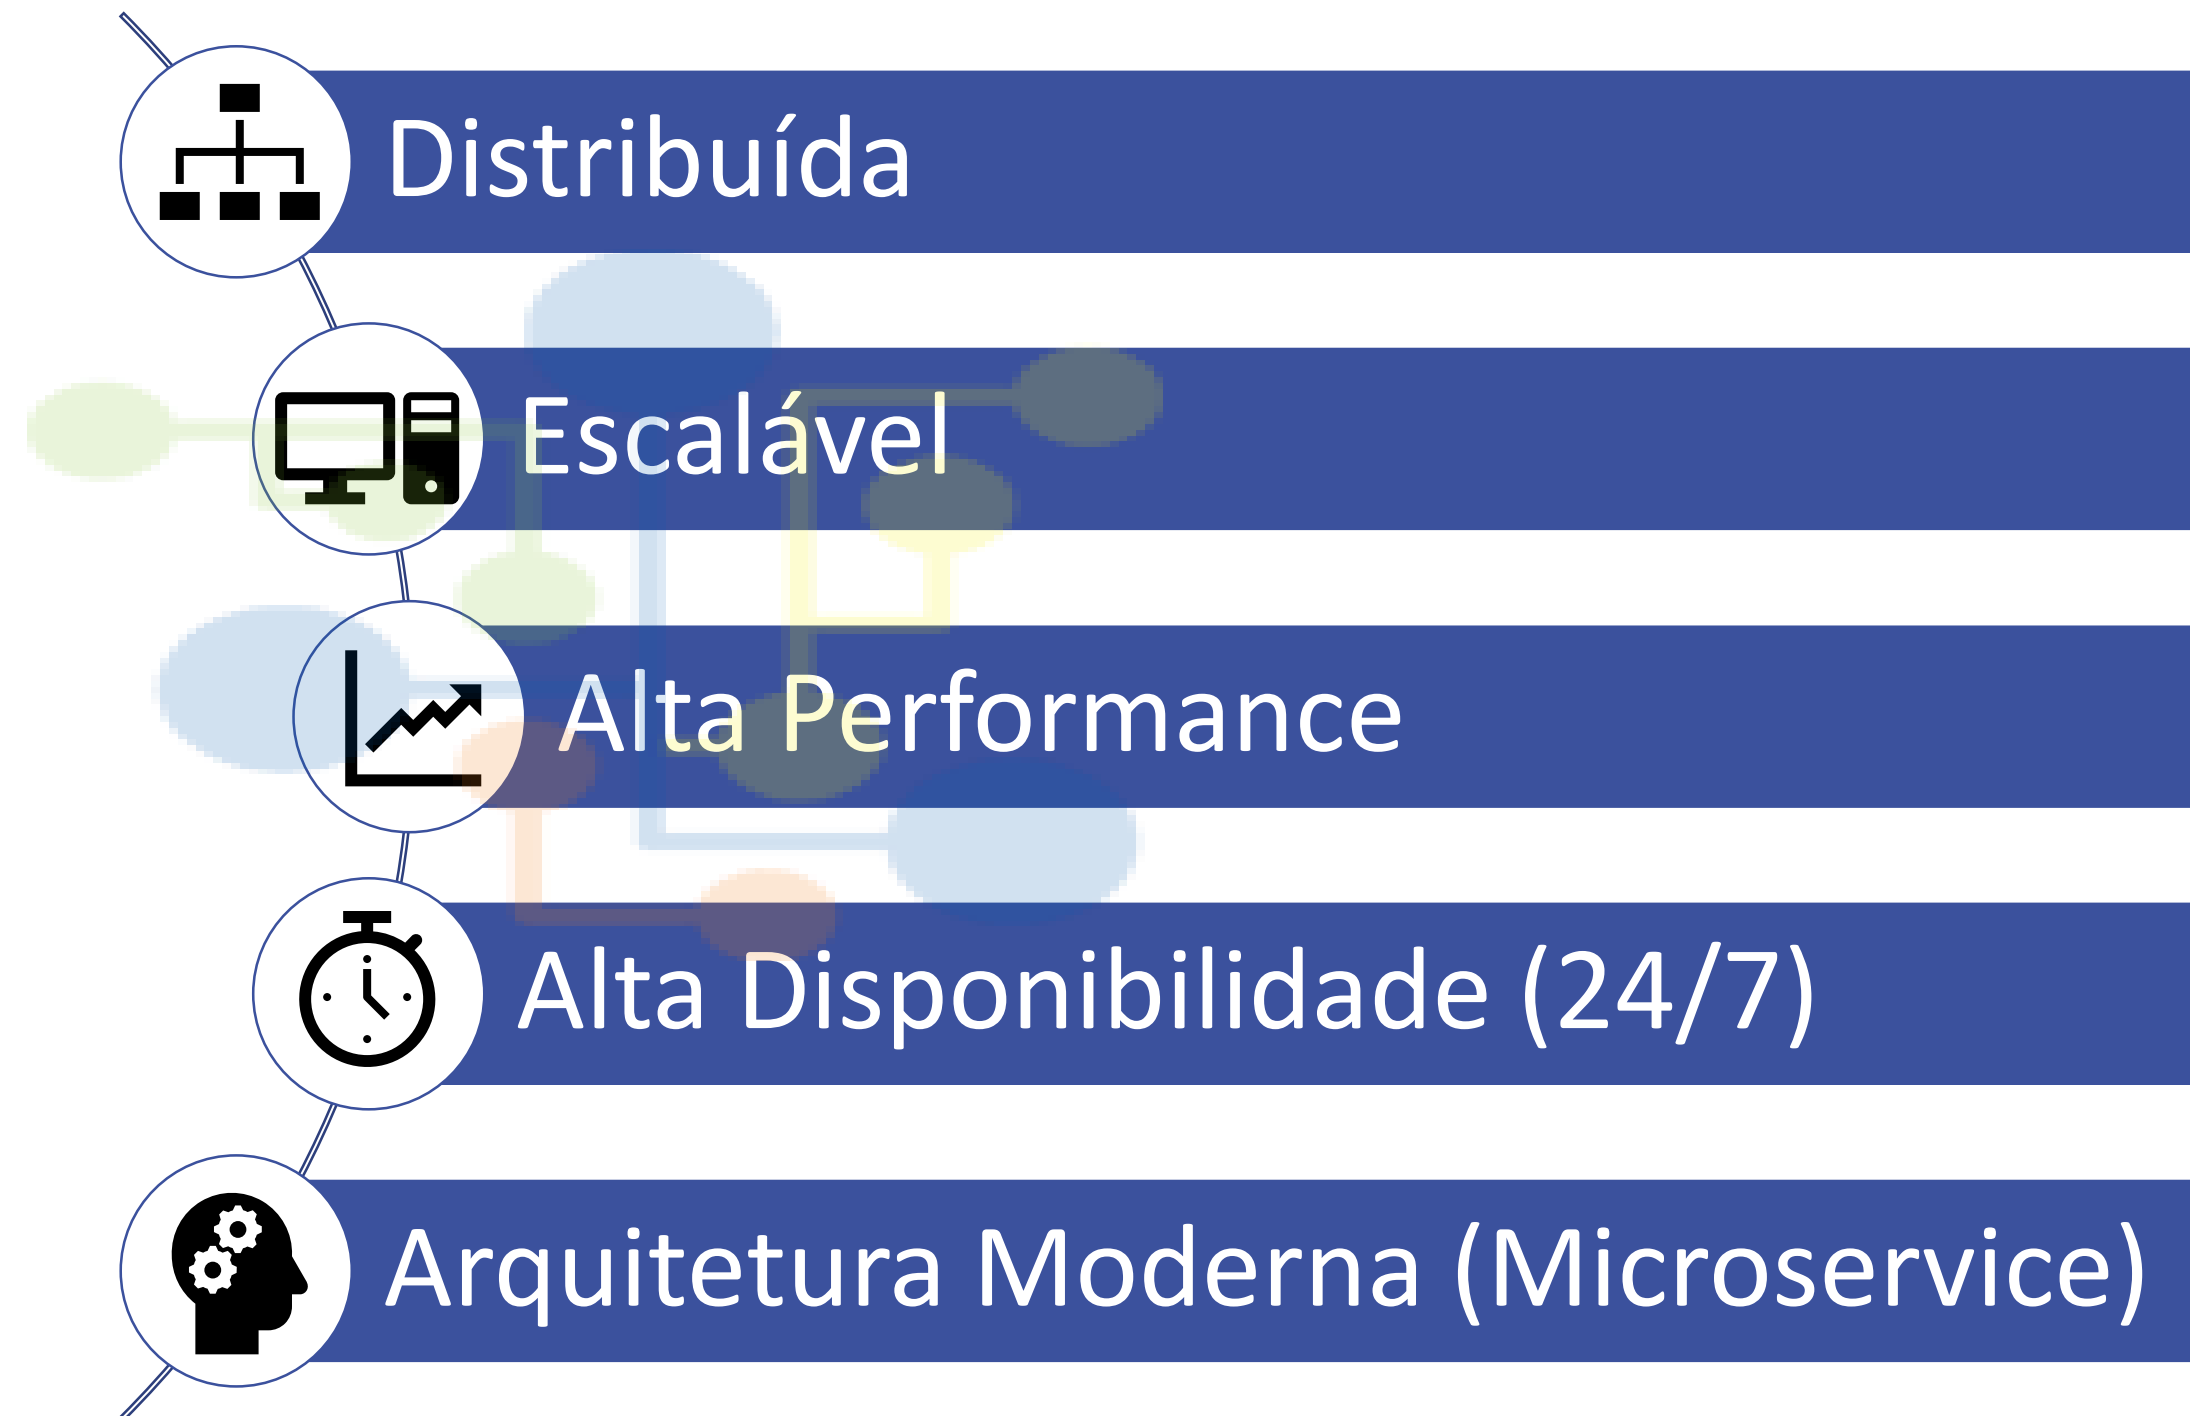 Distribuída
Escalável
Alta Performance
Alta Disponibilidade (24/7)
Arquitetura Moderna (Microservice)